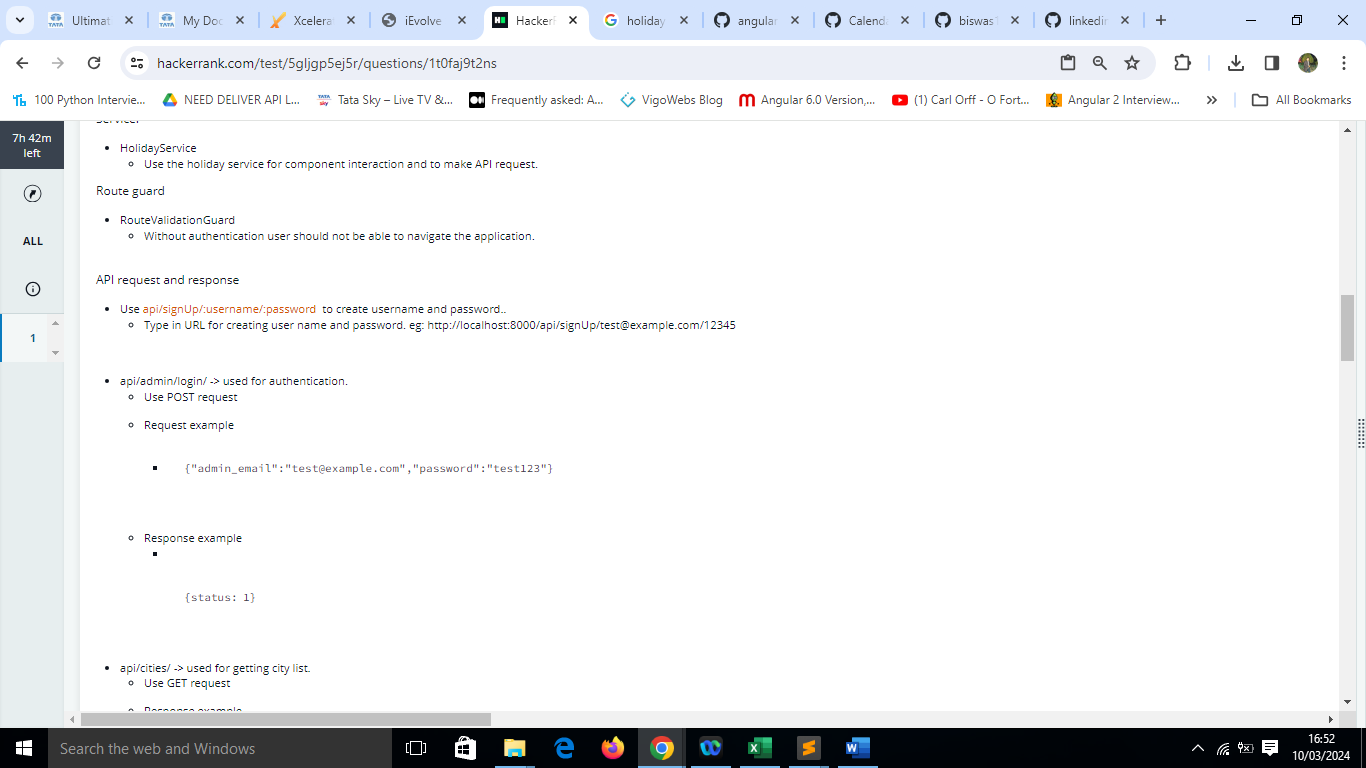 Ultimat
My Doc
Xcelera
iEvolve
HackerR
holiday
angular
Calenda
biswas1
linkedin
hackerrank.com/test/5gljgp5ej5r/questions/1t0faj9t2ns
100 Python Intervie...
NEED DELIVER API L...
Tata Sky – Live TV &...
Frequently asked: A...
VigoWebs Blog
Angular 6.0 Version,...
(1) Carl Orff - O Fort...
Angular 2 Interview...
All Bookmarks
7h 42m
left
ALL
1
Service:
HolidayService
Use the holiday service for component interaction and to make API request.
Route guard
RouteValidationGuard
Without authentication user should not be able to navigate the application.
API request and response
Use api/signUp/:username/:password to create username and password..
Type in URL for creating user name and password. eg: http://localhost:8000/api/signUp/test@example.com/12345
api/admin/login/ -> used for authentication.
Use POST request
Request example
{"admin_email":"test@example.com","password":"test123"}
Response example
{status: 1}
api/cities/ -> used for getting city list.
Use GET request
Response example
Search the web and Windows
16:52
10/03/2024